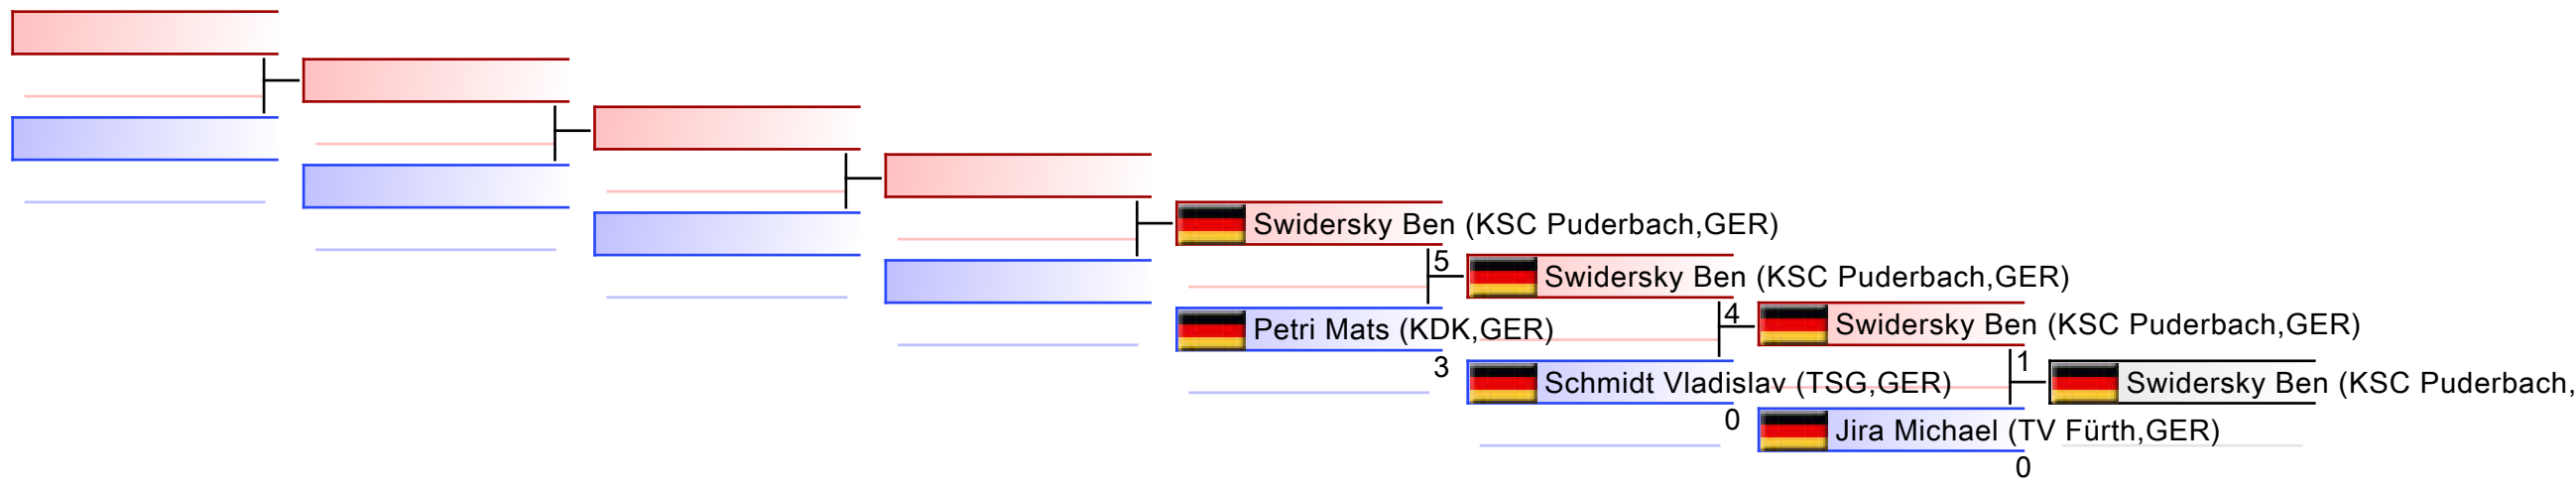 Swidersky Ben (KSC Puderbach,GER)
5
Swidersky Ben (KSC Puderbach,GER)
Petri Mats (KDK,GER)
3
4
Swidersky Ben (KSC Puderbach,GER)
Schmidt Vladislav (TSG,GER)
0
1
Swidersky Ben (KSC Puderbach,
Jira Michael (TV Fürth,GER)
0